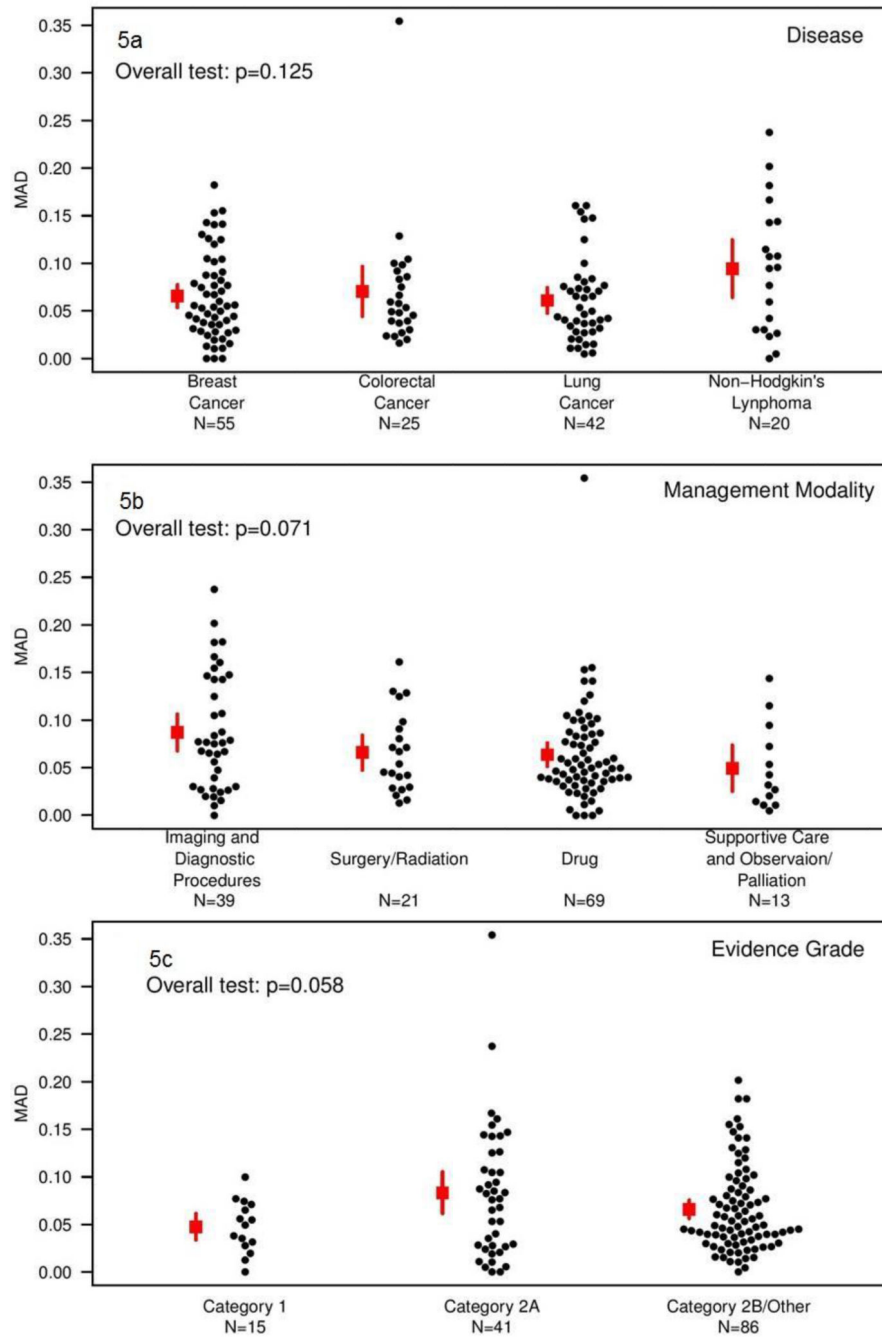 5a
Disease
Overall test: p=0.125
MAD
0.35
0.30
0.25
0.20
0.15
0.10
0.05
0.00
Breast Cancer N=55
Colorectal Cancer N=25
Lung Cancer N=42
Non−Hodgkin's Lynphoma N=20
5b
Management Modality
Overall test: p=0.071
MAD
0.35
0.30
0.25
0.20
0.15
0.10
0.05
0.00
Imaging and Diagnostic Procedures N=39
Surgery/Radiation N=21
Drug N=69
Supportive Care and Observaion/ Palliation N=13
5c
Evidence Grade
Overall test: p=0.058
MAD
0.35
0.30
0.25
0.20
0.15
0.10
0.05
0.00
Category 1 N=15
Category 2A N=41
Category 2B/Other N=86